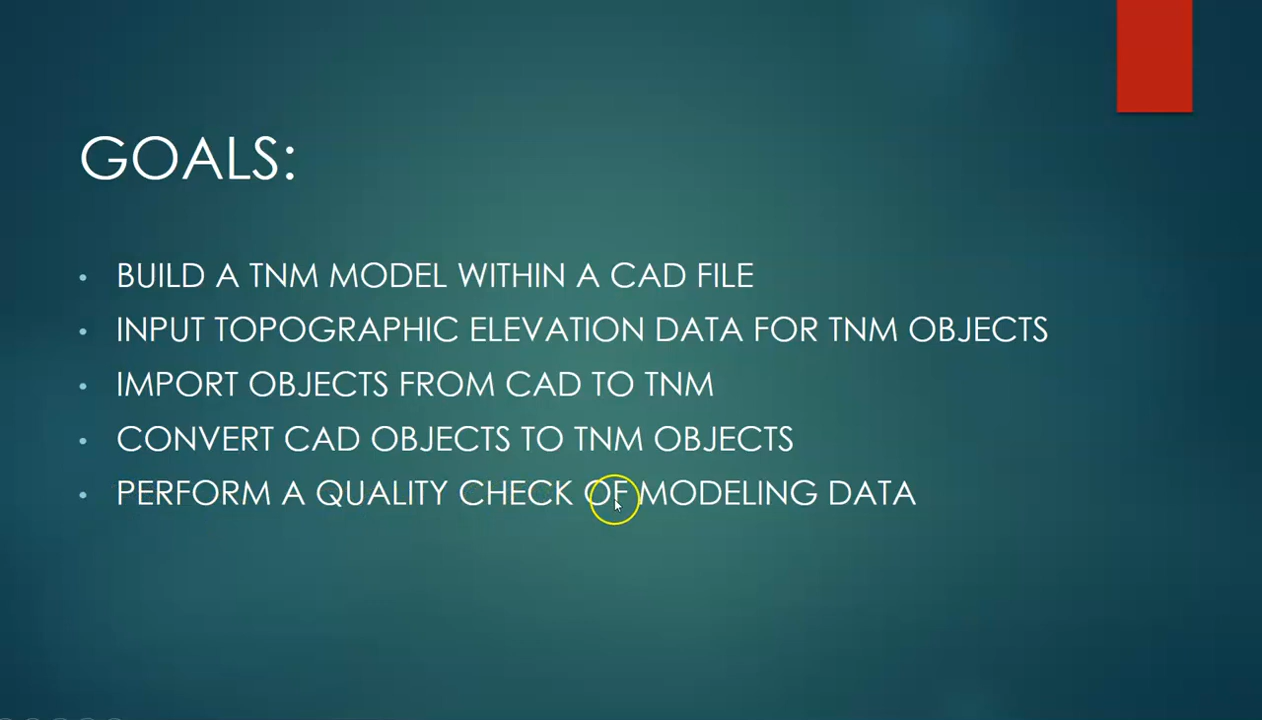 GOALS:
BUILD A TNM MODEL WITHIN A CAD FILE
INPUT TOPOGRAPHIC ELEVATION DATA FOR TNM OBJECTS
IMPORT OBJECTS FROM CAD TO TNM
CONVERT CAD OBJECTS TO TNM OBJECTS
PERFORM A QUALITY CHECK OF MODELING DATA